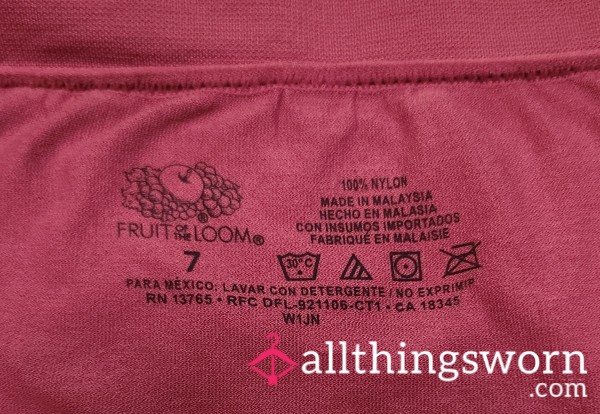 FRUIT OF THE LOOM®
7
30°C
100% NYLON
MADE IN MALAYSIA
HECHO EN MALASIA
CON INSUMOS IMPORTADOS
FABRIQUÉ EN MALAISIE
PARA MÉXICO: LAVAR CON DETERGENTE / NO EXPRIMIR
RN 13765 • RFC DFL-921106-CT1 • CA 18345
W1JN
allthingsworn
.com